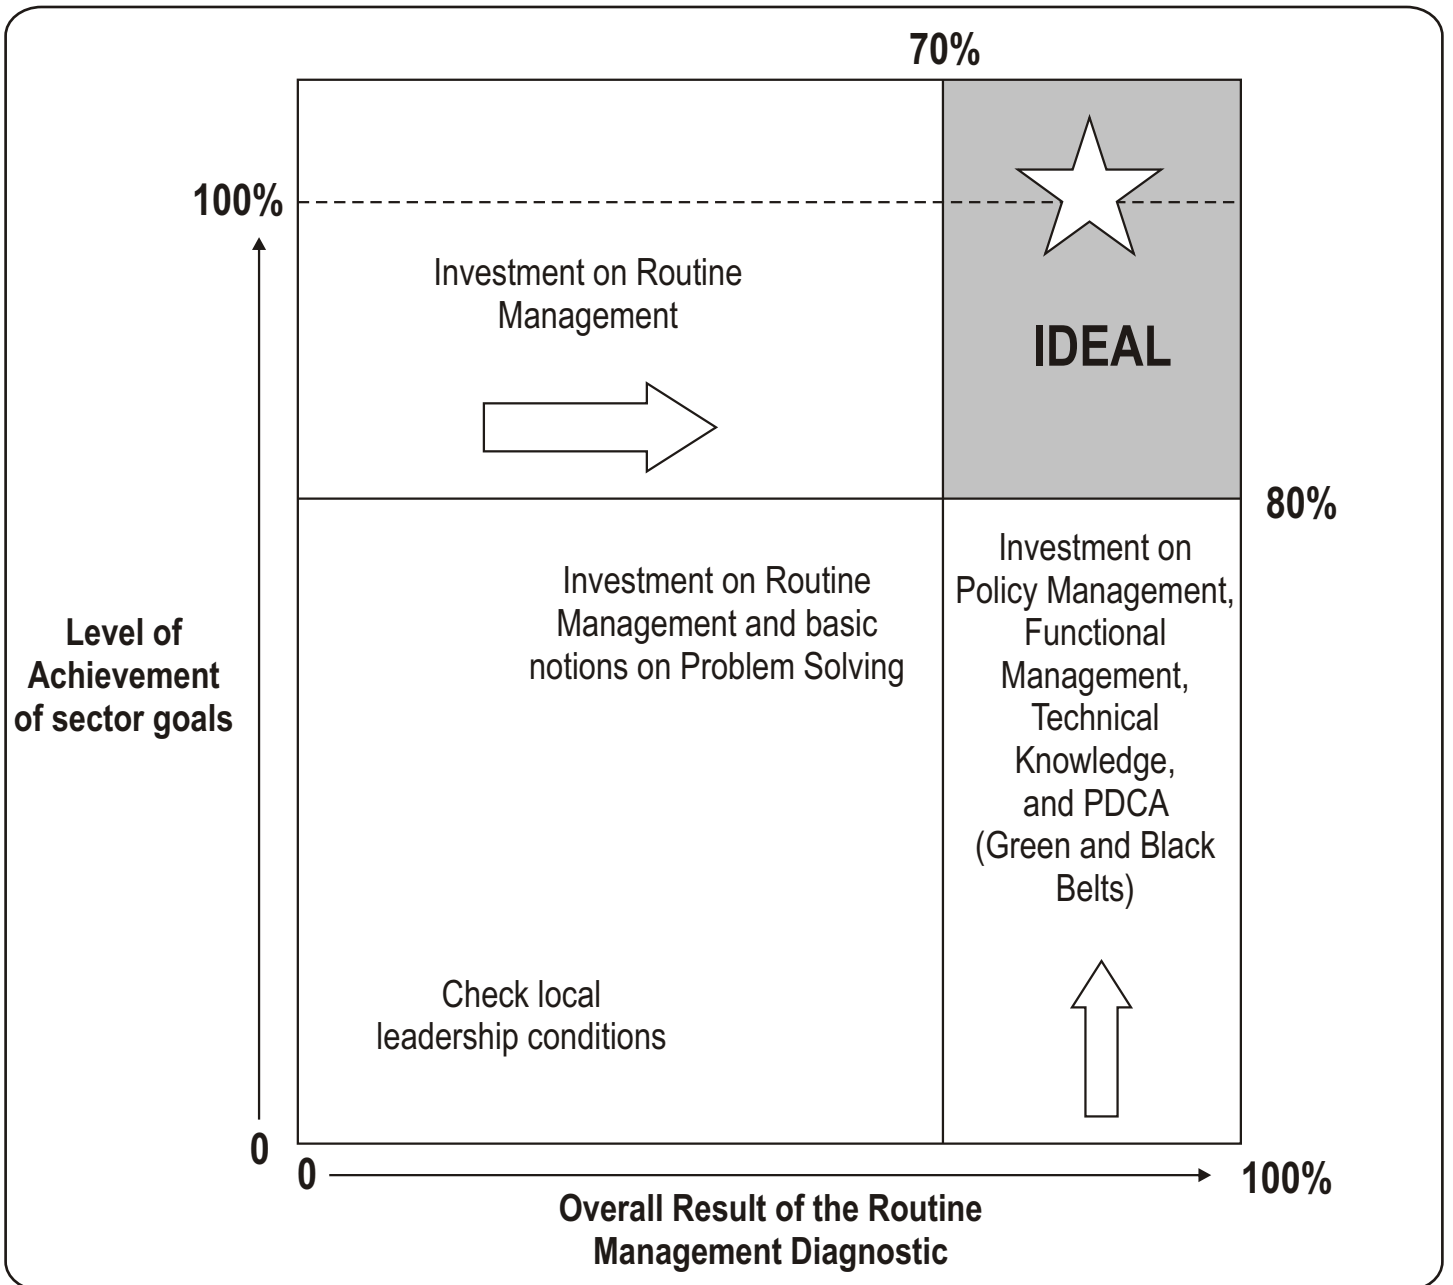 70%
100%
Investment on Routine
Management
IDEAL
80%
Investment on Routine
Management and basic
notions on Problem Solving
Investment on
Policy Management,
Functional
Management,
Technical
Knowledge,
and PDCA
(Green and Black
Belts)
Level of
Achievement
of sector goals
Check local
leadership conditions
0
0
100%
Overall Result of the Routine
Management Diagnostic